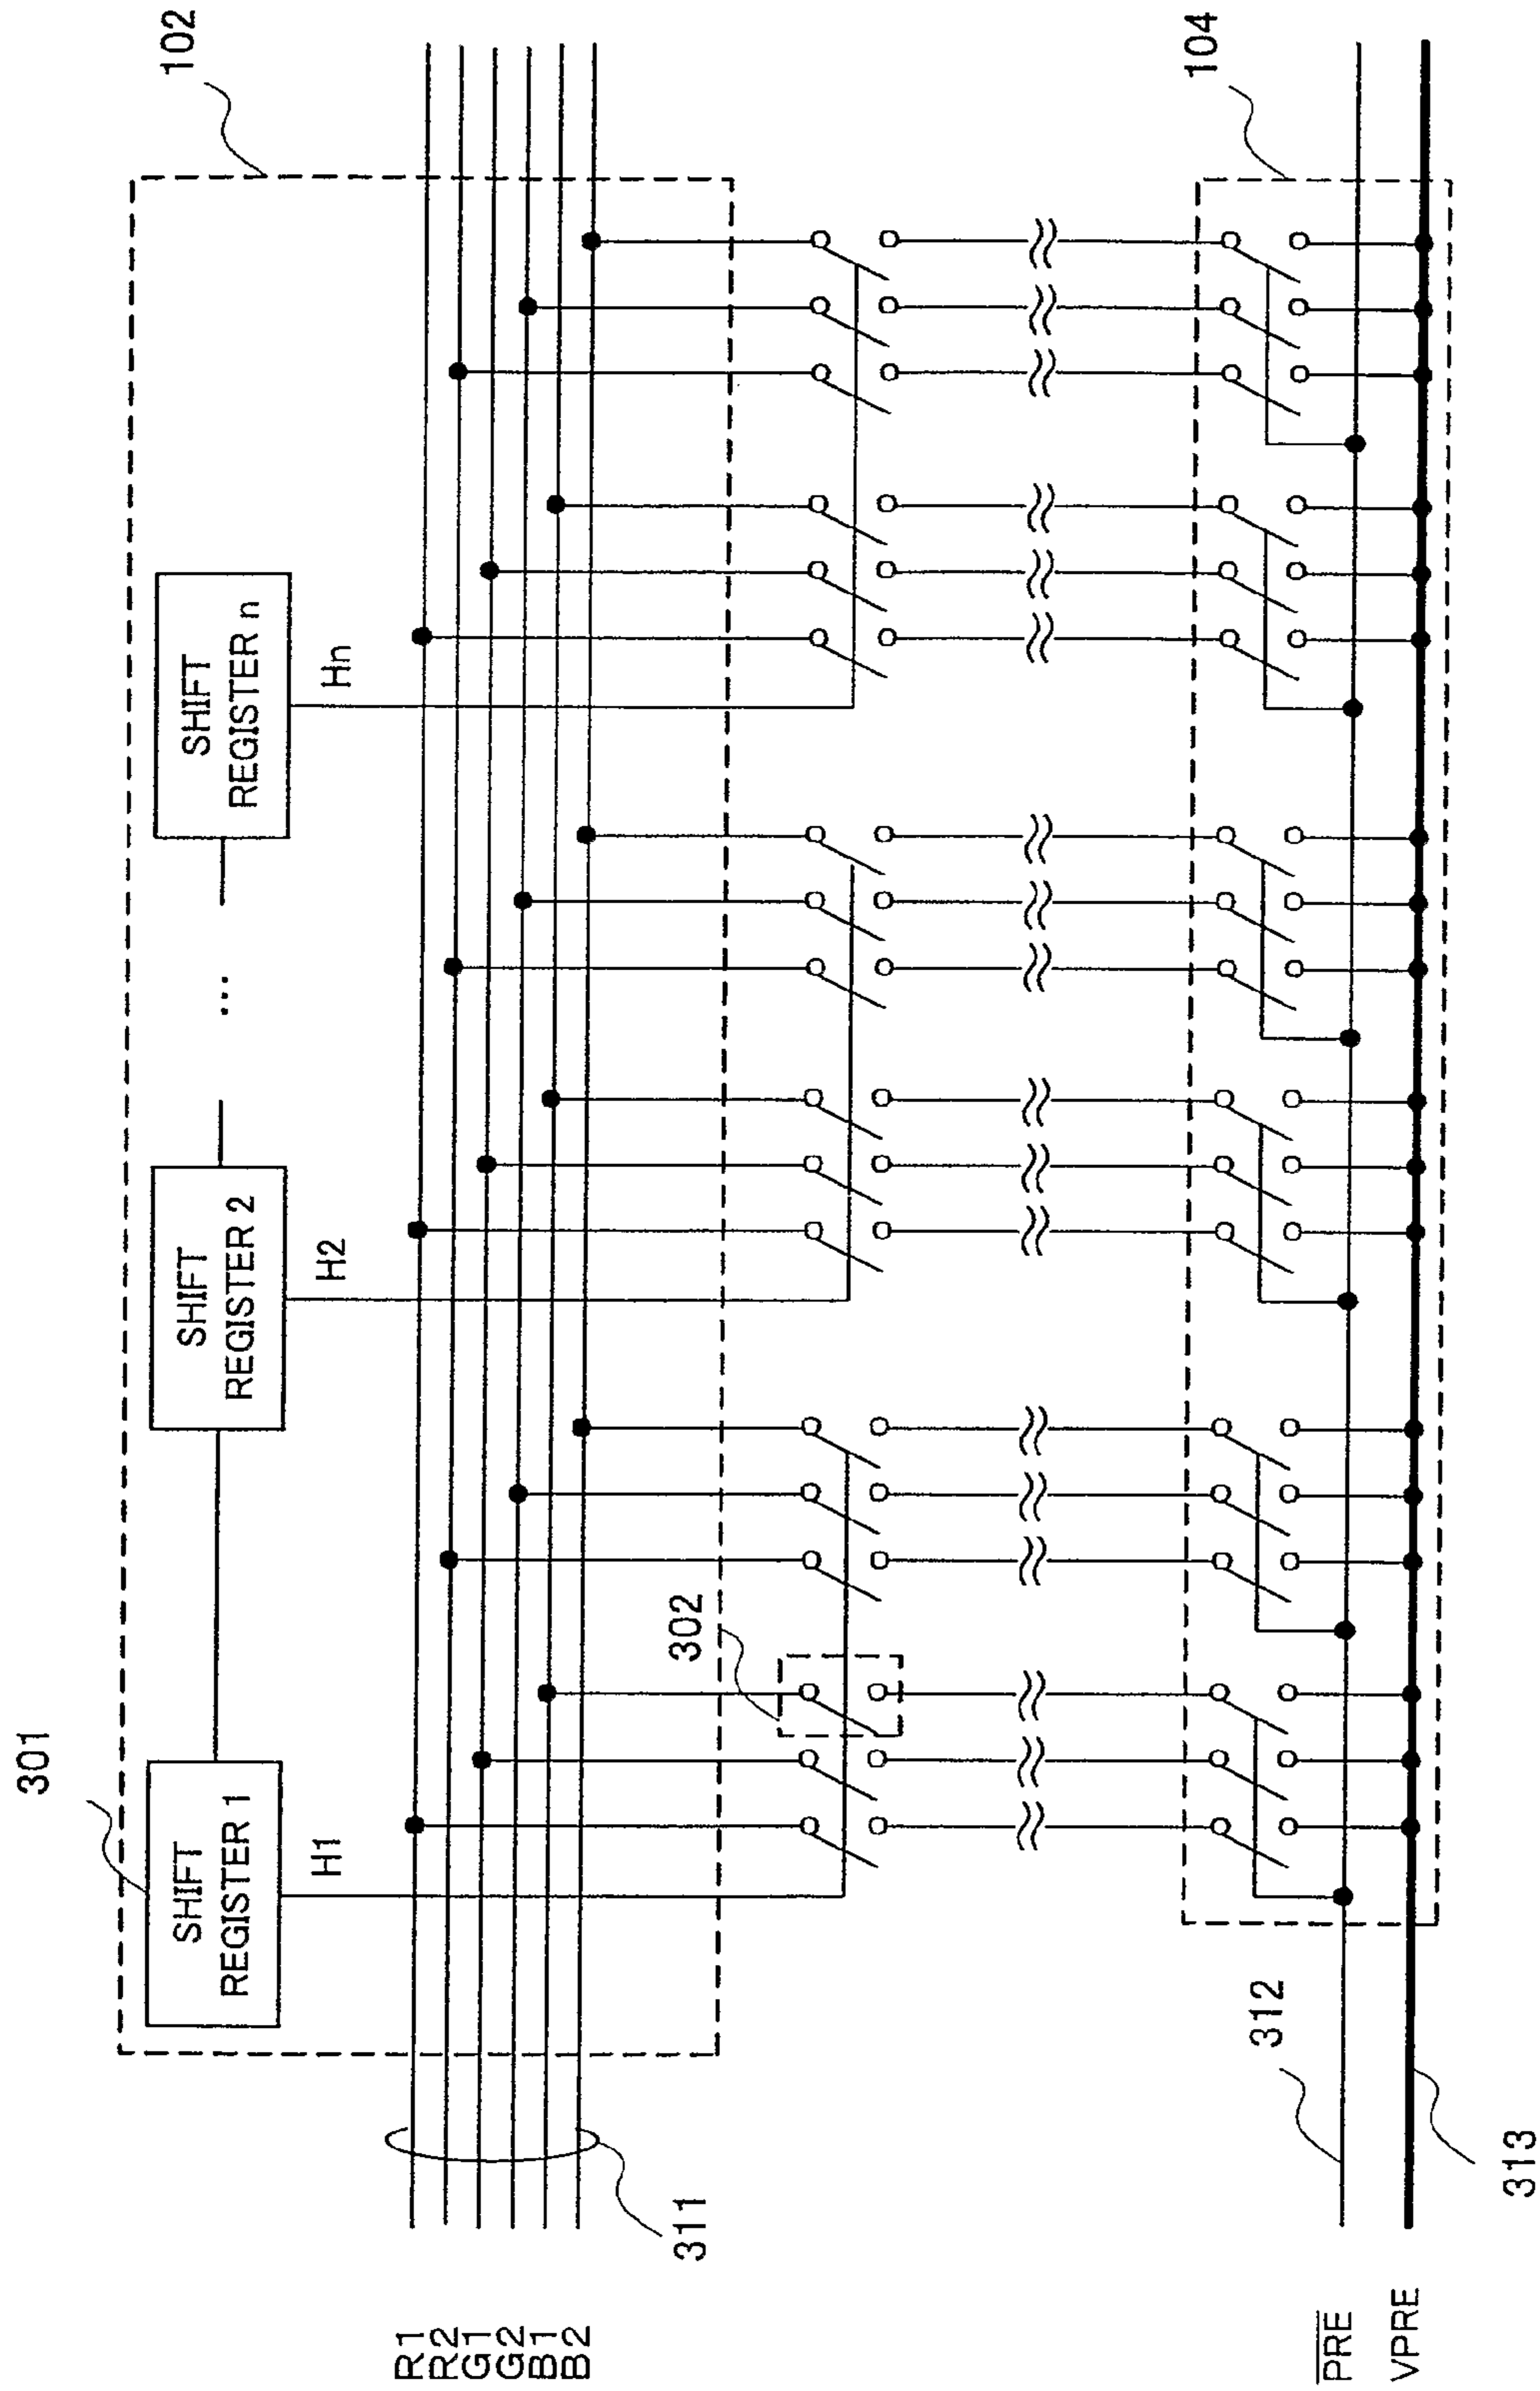 102
301
SHIFT
REGISTER 1
SHIFT
REGISTER 2
...
SHIFT
REGISTER n
H1
H2
Hn
R1
R2
G1
G2
B1
B2
311
302
104
312
PRE
VPRE
313